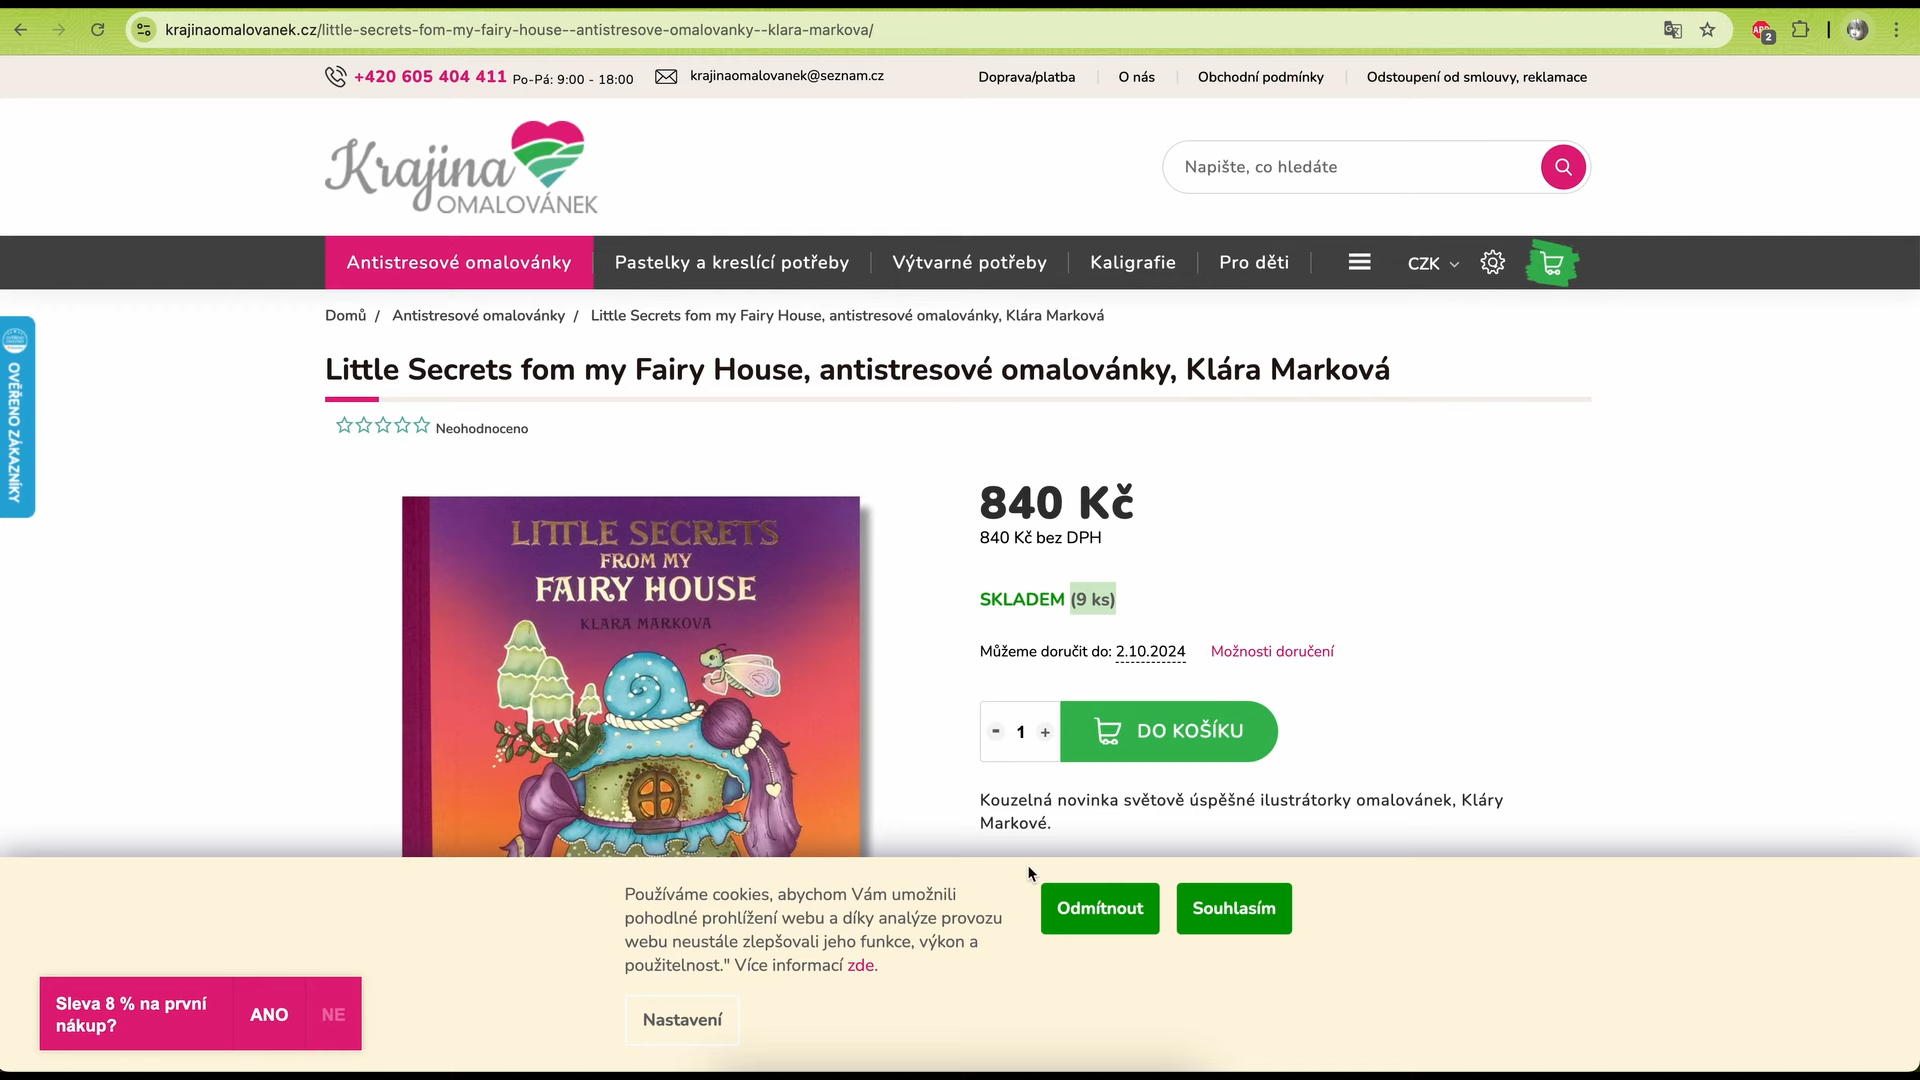 krajinaomalovanek.cz/little-secrets-fom-my-fairy-house--antistresove-omalovanky--klara-markova/
ABP 2
+420 605 404 411 Po-Pá: 9:00 - 18:00 krajinaomalovanek@seznam.cz Doprava/platba O nás Obchodní podmínky Odstoupení od smlouvy, reklamace
Krajina
OMALOVÁNEK
Napište, co hledáte
Antistresové omalovánky Pastelky a kreslící potřeby Výtvarné potřeby Kaligrafie Pro děti CZK
Domů / Antistresové omalovánky / Little Secrets fom my Fairy House, antistresové omalovánky, Klára Marková
OVĚŘENO ZÁKAZNÍKY
Little Secrets fom my Fairy House, antistresové omalovánky, Klára Marková
Neohodnoceno
LITTLE SECRETS
FROM MY
FAIRY HOUSE
KLARA MARKOVA
840 Kč
840 Kč bez DPH
SKLADEM (9 ks)
Můžeme doručit do: 2.10.2024 Možnosti doručení
- 1 + DO KOŠÍKU
Kouzelná novinka světově úspěšné ilustrátorky omalovánek, Kláry
Markové.
Používáme cookies, abychom Vám umožnili
pohodlné prohlížení webu a díky analýze provozu
webu neustále zlepšovali jeho funkce, výkon a
použitelnost." Více informací zde.
Odmítnout Souhlasím
Nastavení
Sleva 8 % na první
nákup?
ANO NE